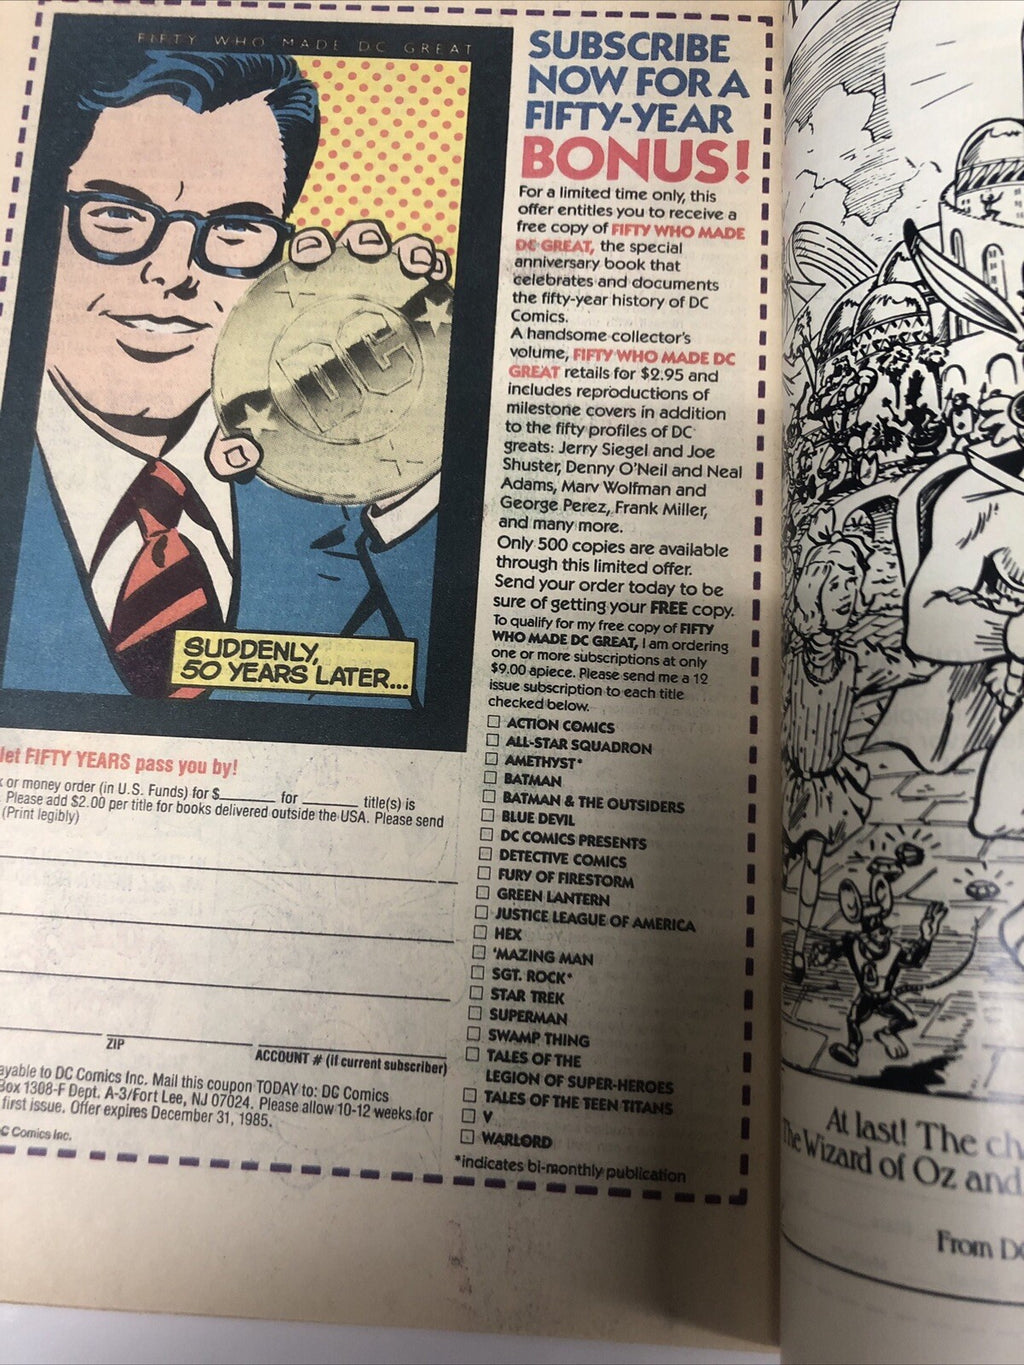 FIFTY WHO MADE DC GREAT
DC
SUDDENLY,
50 YEARS LATER...
SUBSCRIBE
NOW FOR A
FIFTY-YEAR
BONUS!
For a limited time only, this
offer entitles you to receive a
free copy of FIFTY WHO MADE
DC GREAT, the special
anniversary book that
celebrates and documents
the fifty-year history of DC
Comics.
A handsome collector's
volume, FIFTY WHO MADE DC
GREAT retails for $2.95 and
includes reproductions of
milestone covers in addition
to the fifty profiles of DC
greats: Jerry Siegel and Joe
Shuster, Denny O'Neil and Neal
Adams, Marv Wolfman and
George Perez, Frank Miller,
and many more.
Only 500 copies are available
through this limited offer.
Send your order today to be
sure of getting your FREE copy.
To qualify for my free copy of FIFTY
WHO MADE DC GREAT, I am ordering
one or more subscriptions at only
$9.00 apiece. Please send me a 12
issue subscription to each title
checked below.
ACTION COMICS
ALL-STAR SQUADRON
AMETHYST*
BATMAN
BATMAN & THE OUTSIDERS
BLUE DEVIL
DC COMICS PRESENTS
DETECTIVE COMICS
FURY OF FIRESTORM
GREEN LANTERN
JUSTICE LEAGUE OF AMERICA
HEX
'MAZING MAN
SGT. ROCK*
STAR TREK
SUPERMAN
SWAMP THING
TALES OF THE
LEGION OF SUPER-HEROES
TALES OF THE TEEN TITANS
V
WARLORD
*indicates bi-monthly publication
let FIFTY YEARS pass you by!
or money order (in U.S. Funds) for $ for title(s) is
Please add $2.00 per title for books delivered outside the USA. Please send
(Print legibly)
ZIP
ACCOUNT # (if current subscriber)
ayable to DC Comics Inc. Mail this coupon TODAY to: DC Comics
Box 1308-F Dept. A-3/Fort Lee, NJ 07024. Please allow 10-12 weeks for
first issue. Offer expires December 31, 1985.
C Comics Inc.
At last! The ch
The Wizard of Oz and
From DC